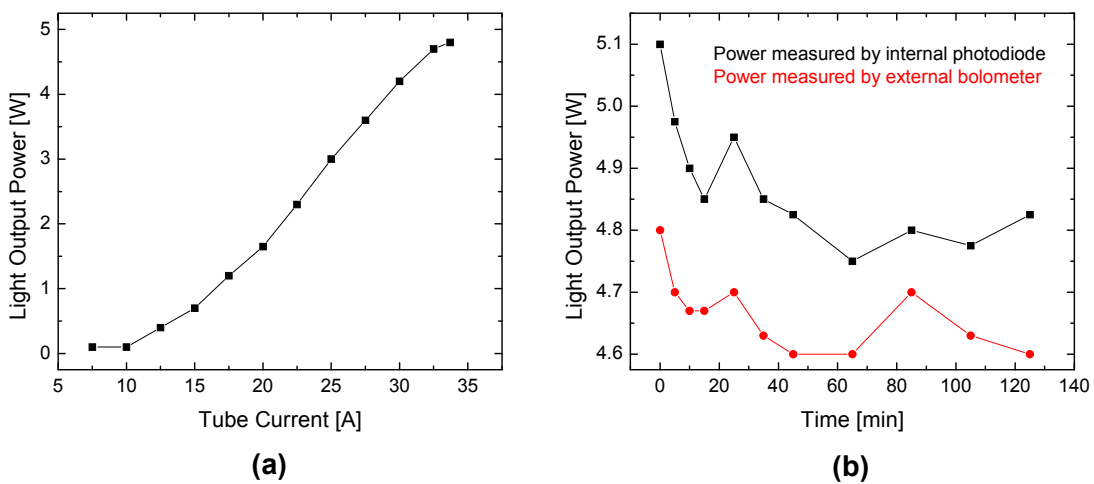 5
4
3
2
1
0
5 10 15 20 25 30 35
Light Output Power [W]
Tube Current [A]
(a)
Power measured by internal photodiode
Power measured by external bolometer
5.1
5.0
4.9
4.8
4.7
4.6
0 20 40 60 80 100 120 140
Light Output Power [W]
Time [min]
(b)